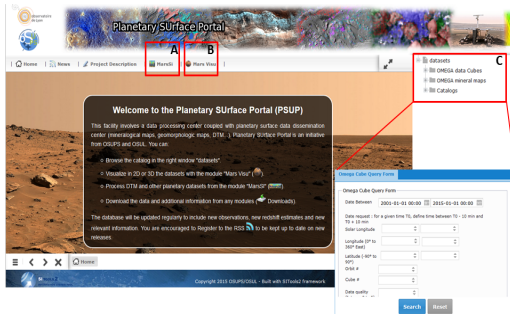 Observatoire
de Lyon
Planetary SUrface Portal
A
B
C
Home
News
Project Description
MarsSI
Mars Visu
datasets
OMEGA data Cubes
OMEGA mineral maps
Catalogs
Welcome to the Planetary SUrface Portal (PSUP)
This facility involves a data processing center coupled with planetary surface data dissemination
center (mineralogical maps, geomorphologic maps, DTM...). Planetary SUrface Portal is an initiative
from OSUPS and OSUL. You can:
Browse the catalog in the right window "datasets".
Visualize in 2D or 3D the datasets with the module "Mars Visu" ( ).
Process DTM and other planetary datasets from the module "MarsSI" ( ).
Download the data and additional information from any modules ( Downloads).
The database will be updated regularly to include new observations, new redshift estimates and new
relevant information. You are encouraged to Register to the RSS to be kept up to date on new
releases.
Home
Copyright 2015 OSUPS/OSUL - Built with SITools2 framework
Omega Cube Query Form
Omega Cube Query Form
Date Between 2001-01-01 00:00 2015-01-01 00:00
Date request : for a given time T0, define time between T0 - 10 min and
T0 + 10 min
Solar Longitude
Longitude (0° to
360° East)
Latitude (-90° to
90°)
Orbit #
Cube #
Data quality
Search Reset